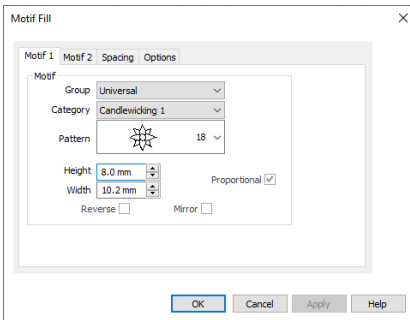 Motif Fill
Motif 1 Motif 2 Spacing Options
Motif
Group Universal
Category Candlewicking 1
Pattern 18
Height 8.0 mm
Width 10.2 mm
Proportional
Reverse Mirror
OK Cancel Apply Help